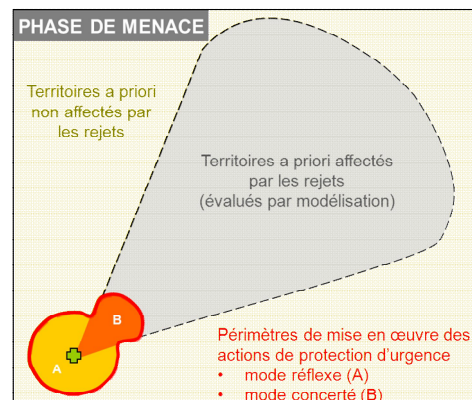 PHASE DE MENACE
Territoires a priori
non affectés par
les rejets
Territoires a priori affectés
par les rejets
(évalués par modélisation)
B
A
Périmètres de mise en œuvre des
actions de protection d'urgence
• mode réflexe (A)
• mode concerté (B)